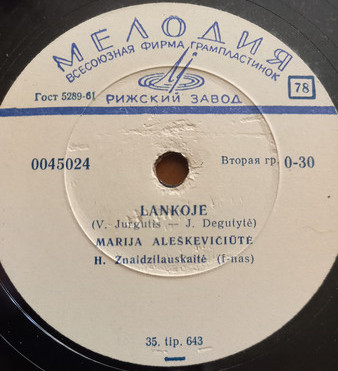 МЕЛОДИЯ
ВСЕСОЮЗНАЯ ФИРМА ГРАМПЛАСТИНОК
Гост 5289-61
РИЖСКИЙ ЗАВОД
78
0045024
Вторая гр. 0-30
LANKOJE
(V. Jurgutis — J. Degutytė)
MARIJA ALEŠKEVIČIŪTĖ
H. Znaidzilauskaitė (f-nas)
35. tip. 643